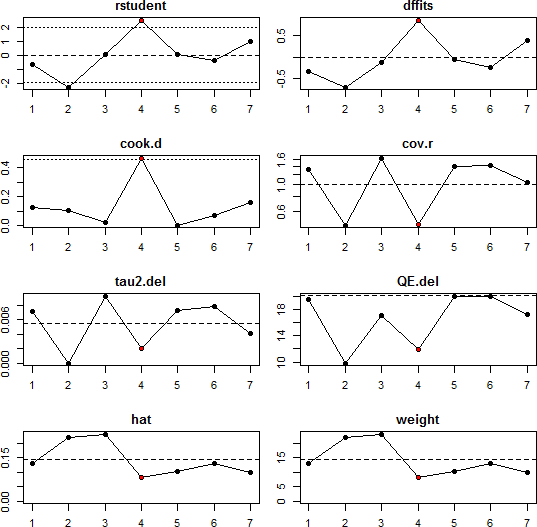 rstudent
-2 0 1 2
1 2 3 4 5 6 7
dffits
-0.5 0.5
1 2 3 4 5 6 7
cook.d
0.0 0.2 0.4
1 2 3 4 5 6 7
cov.r
0.6 1.0 1.6
1 2 3 4 5 6 7
tau2.del
0.000 0.006
1 2 3 4 5 6 7
QE.del
10 14 18
1 2 3 4 5 6 7
hat
0.00 0.15
1 2 3 4 5 6 7
weight
0 5 15
1 2 3 4 5 6 7